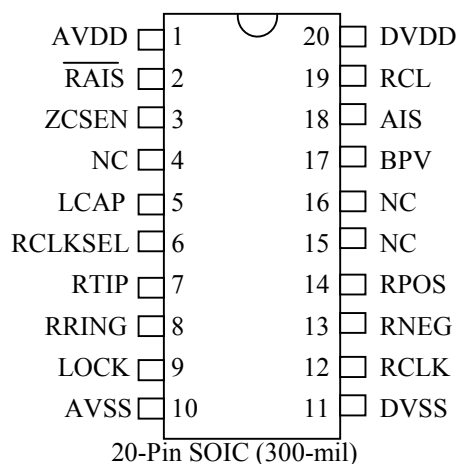 AVDD 1 20 DVDD
R̅A̅I̅S̅ 2 19 RCL
ZCSEN 3 18 AIS
NC 4 17 BPV
LCAP 5 16 NC
RCLKSEL 6 15 NC
RTIP 7 14 RPOS
RRING 8 13 RNEG
LOCK 9 12 RCLK
AVSS 10 11 DVSS
20-Pin SOIC (300-mil)